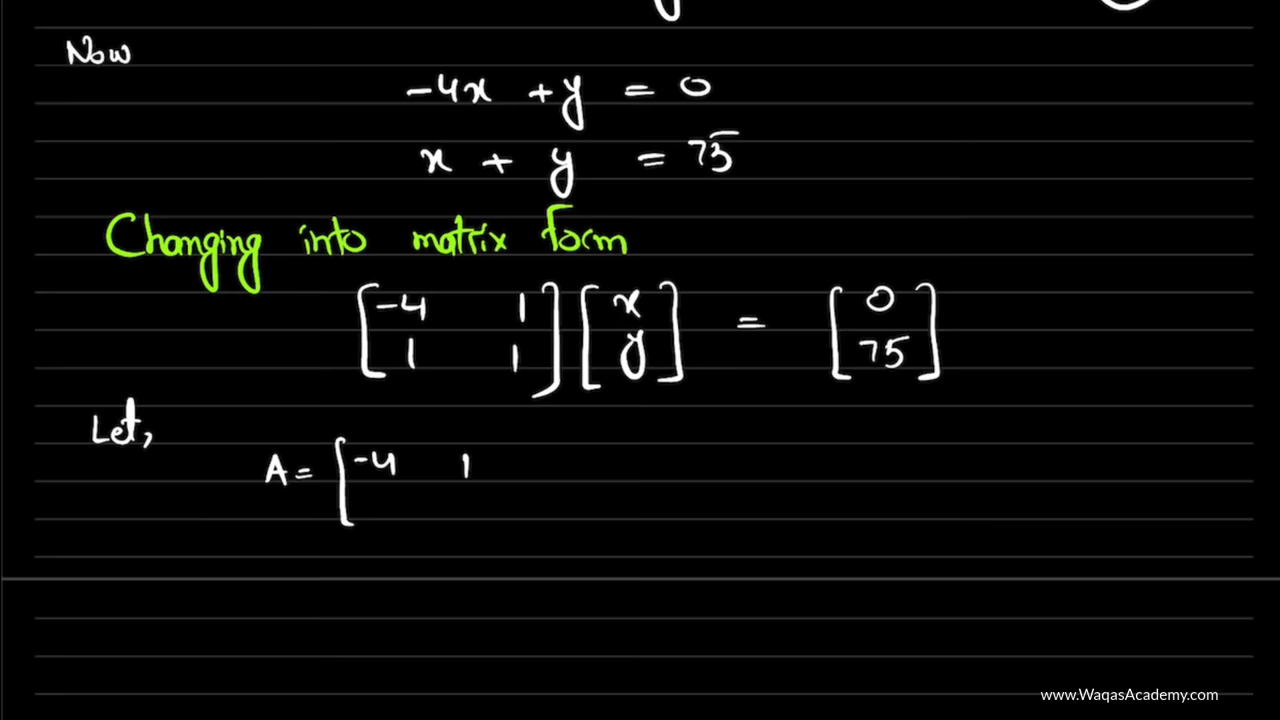 Now
-4x + y = 0
x + y = 75
Changing into matrix form
[-4 1 1 1] [x y] = [0 75]
Let,
A = [-4 1
www.WaqasAcademy.com